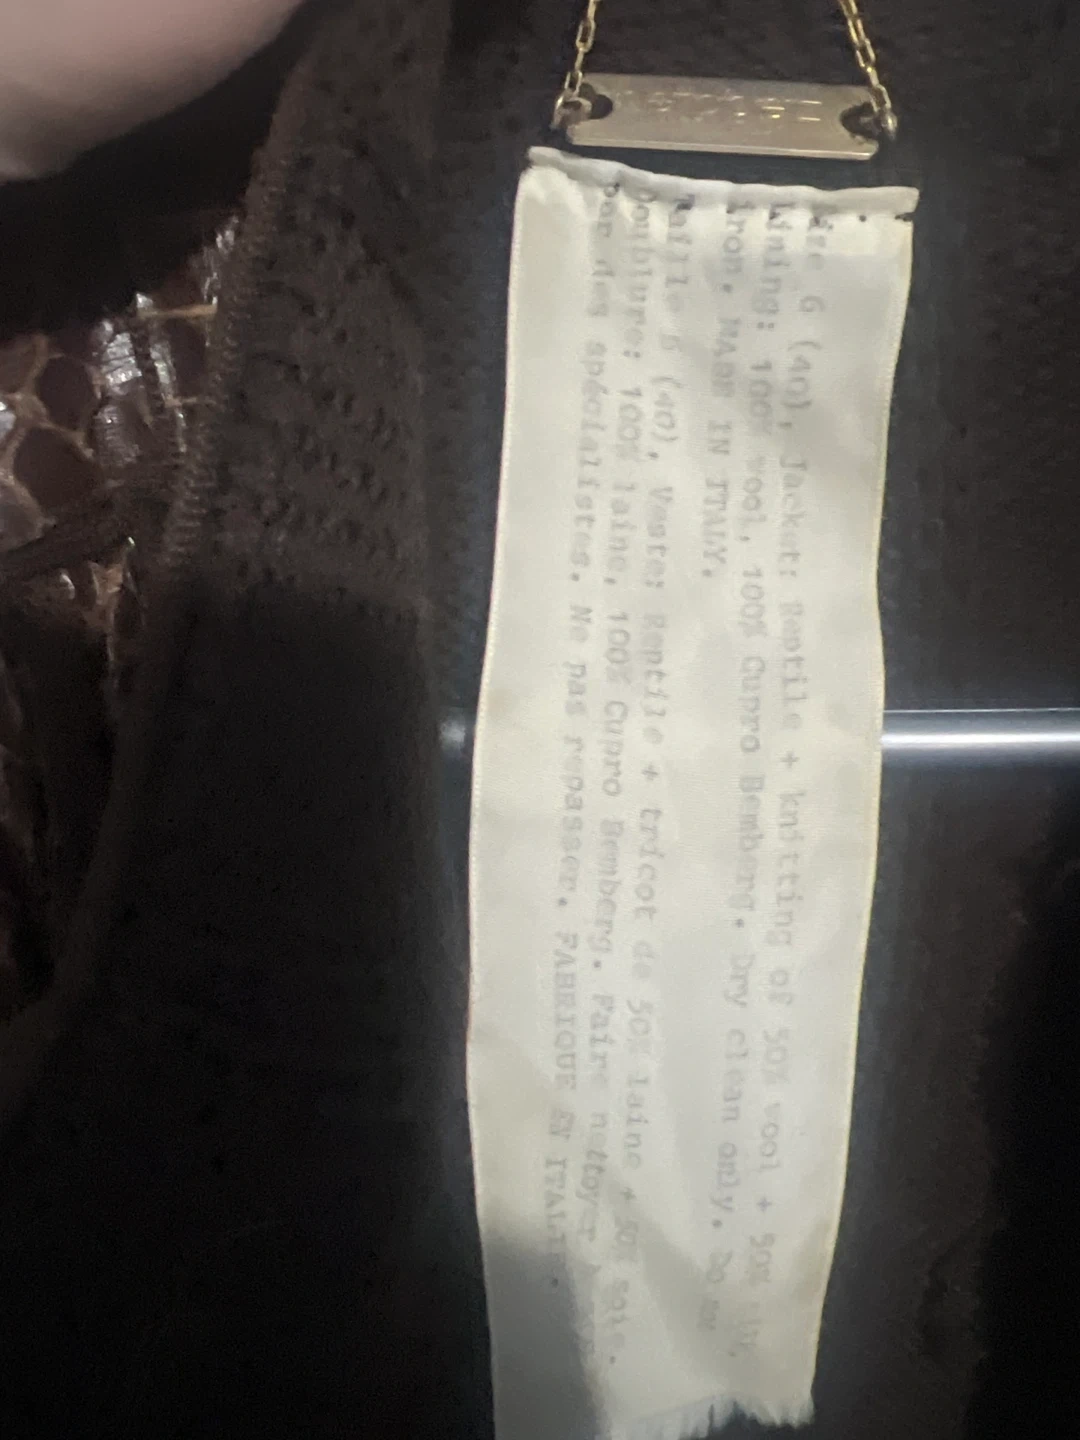 Size 6 (40), Jacket: Reptile + knitting of 50% wool + 50% silk,
Lining: 100% wool, 100% Cupro Bemberg. Dry clean only. Do not
iron. MADE IN ITALY.
Taille 6 (40), Veste: Reptile + tricot de 50% laine + 50% soie.
Doublure: 100% laine, 100% Cupro Bemberg. Faire nettoyer
par des spécialistes. Ne pas repasser. FABRIQUE EN ITALIE.